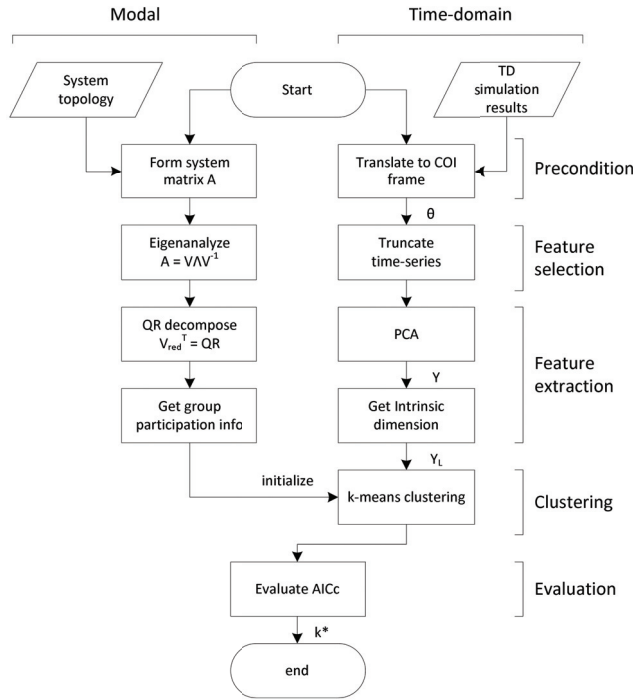 Modal
Time-domain
System
topology
Start
TD
simulation
results
Form system
matrix A
Translate to COI
frame
Precondition
θ
Eigenanalyze
A = VΛV⁻¹
Truncate
time-series
Feature
selection
QR decompose
V_red^T = QR
PCA
Feature
extraction
Y
Get group
participation info
Get Intrinsic
dimension
Y_L
initialize
k-means clustering
Clustering
Evaluate AICc
Evaluation
k*
end